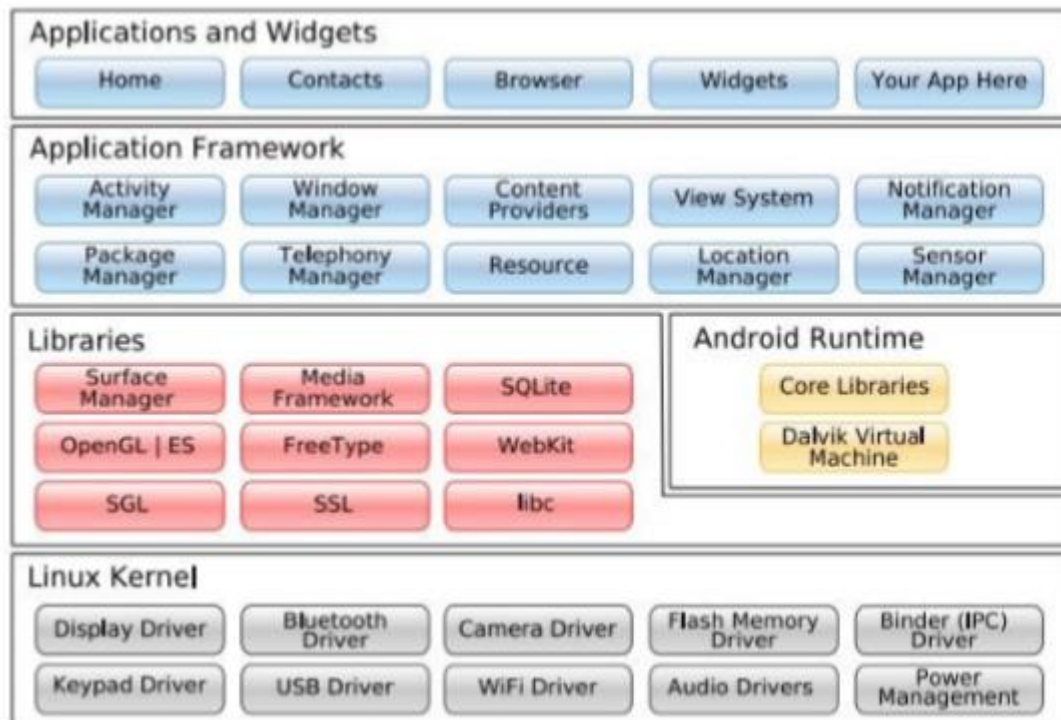 Applications and Widgets
Home
Contacts
Browser
Widgets
Your App Here
Application Framework
Activity
Manager
Window
Manager
Content
Providers
View System
Notification
Manager
Package
Manager
Telephony
Manager
Resource
Location
Manager
Sensor
Manager
Libraries
Surface
Manager
Media
Framework
SQLite
OpenGL | ES
FreeType
WebKit
SGL
SSL
libc
Android Runtime
Core Libraries
Dalvik Virtual
Machine
Linux Kernel
Display Driver
Bluetooth
Driver
Camera Driver
Flash Memory
Driver
Binder (IPC)
Driver
Keypad Driver
USB Driver
WiFi Driver
Audio Drivers
Power
Management